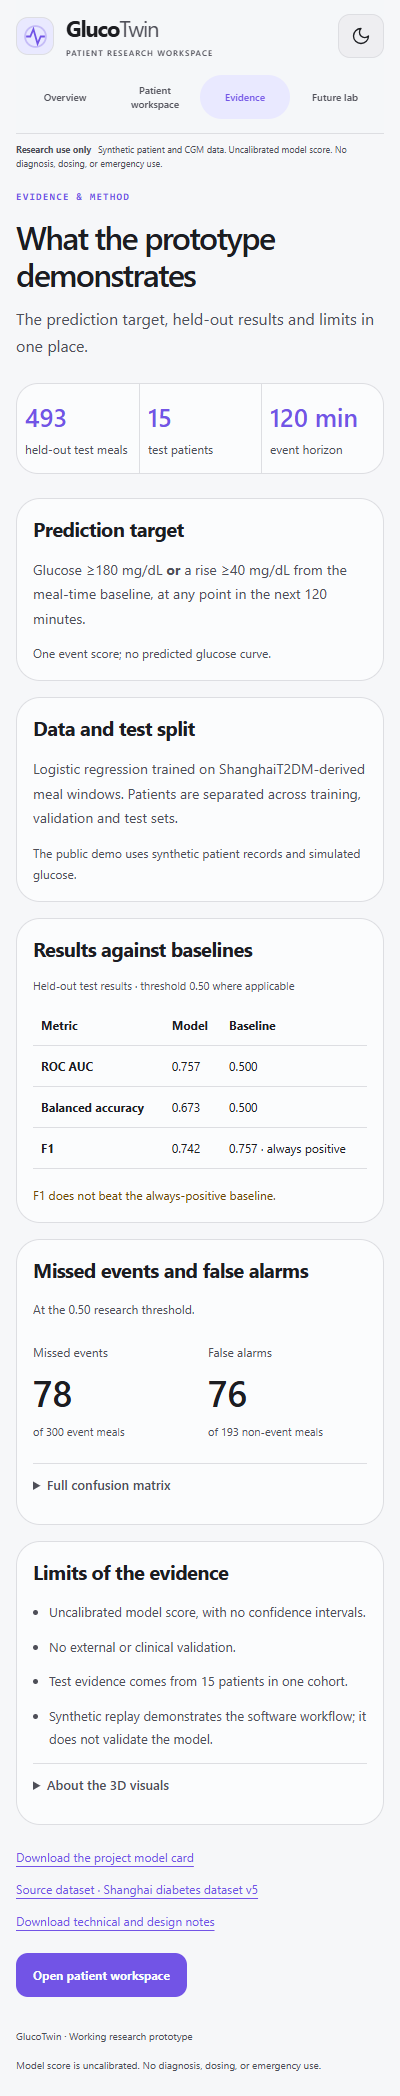 GlucoTwin
PATIENT RESEARCH WORKSPACE
Overview
Patient
workspace
Evidence
Future lab
Research use only Synthetic patient and CGM data. Uncalibrated model score. No
diagnosis, dosing, or emergency use.
EVIDENCE & METHOD
What the prototype
demonstrates
The prediction target, held-out results and limits in
one place.
493
held-out test meals
15
test patients
120 min
event horizon
Prediction target
Glucose ≥180 mg/dL or a rise ≥40 mg/dL from the
meal-time baseline, at any point in the next 120
minutes.
One event score; no predicted glucose curve.
Data and test split
Logistic regression trained on ShanghaiT2DM-derived
meal windows. Patients are separated across training,
validation and test sets.
The public demo uses synthetic patient records and simulated
glucose.
Results against baselines
Held-out test results · threshold 0.50 where applicable
Metric Model Baseline
ROC AUC 0.757 0.500
Balanced accuracy 0.673 0.500
F1 0.742 0.757 · always positive
F1 does not beat the always-positive baseline.
Missed events and false alarms
At the 0.50 research threshold.
Missed events
78
of 300 event meals
False alarms
76
of 193 non-event meals
▶ Full confusion matrix
Limits of the evidence
• Uncalibrated model score, with no confidence intervals.
• No external or clinical validation.
• Test evidence comes from 15 patients in one cohort.
• Synthetic replay demonstrates the software workflow; it
does not validate the model.
▶ About the 3D visuals
Download the project model card
Source dataset · Shanghai diabetes dataset v5
Download technical and design notes
Open patient workspace
GlucoTwin · Working research prototype
Model score is uncalibrated. No diagnosis, dosing, or emergency use.